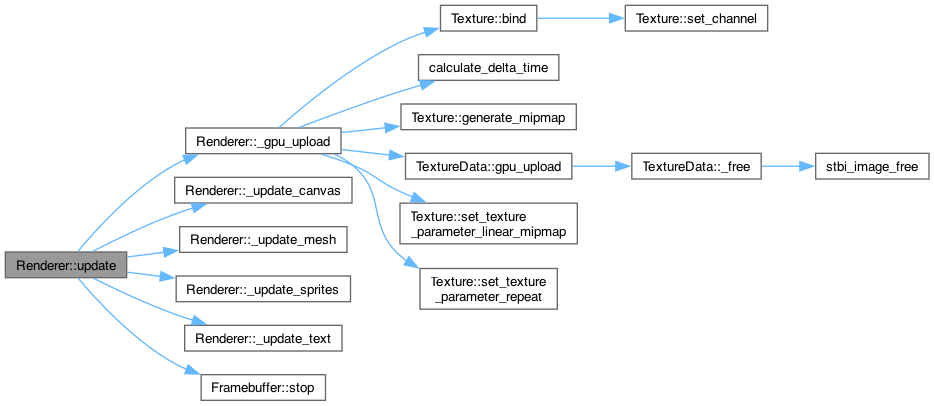 Texture::bind
Texture::set_channel
calculate_delta_time
Texture::generate_mipmap
Renderer::_gpu_upload
TextureData::gpu_upload
TextureData::_free
stbi_image_free
Renderer::_update_canvas
Texture::set_texture
_parameter_linear_mipmap
Renderer::_update_mesh
Renderer::update
Texture::set_texture
_parameter_repeat
Renderer::_update_sprites
Renderer::_update_text
Framebuffer::stop